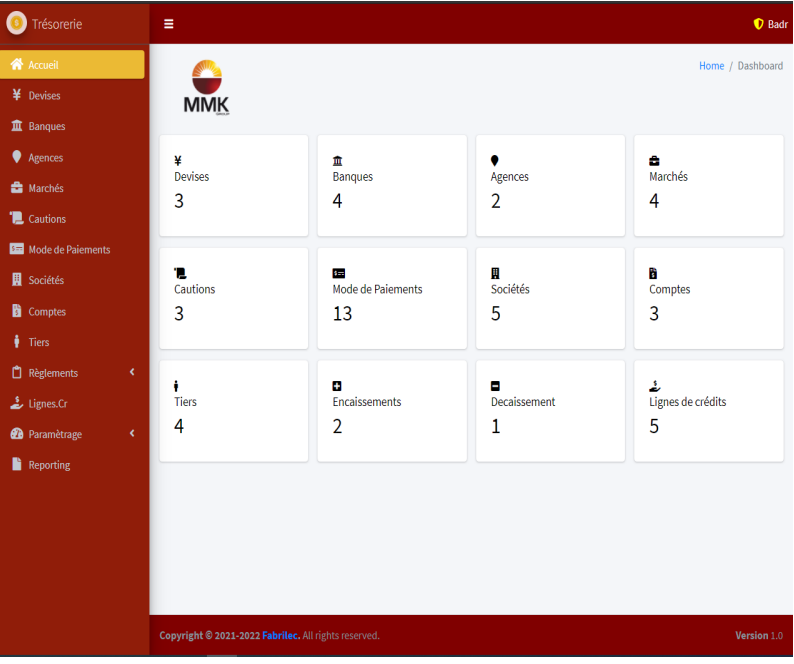 Trésorerie
Badr
Accueil
Devises
Banques
Agences
Marchés
Cautions
Mode de Paiements
Sociétés
Comptes
Tiers
Règlements
Lignes.Cr
Paramètrage
Reporting
MMK
Home / Dashboard
Devises
3
Banques
4
Agences
2
Marchés
4
Cautions
3
Mode de Paiements
13
Sociétés
5
Comptes
3
Tiers
4
Encaissements
2
Decaissement
1
Lignes de crédits
5
Copyright © 2021-2022 Fabrilec. All rights reserved.
Version 1.0